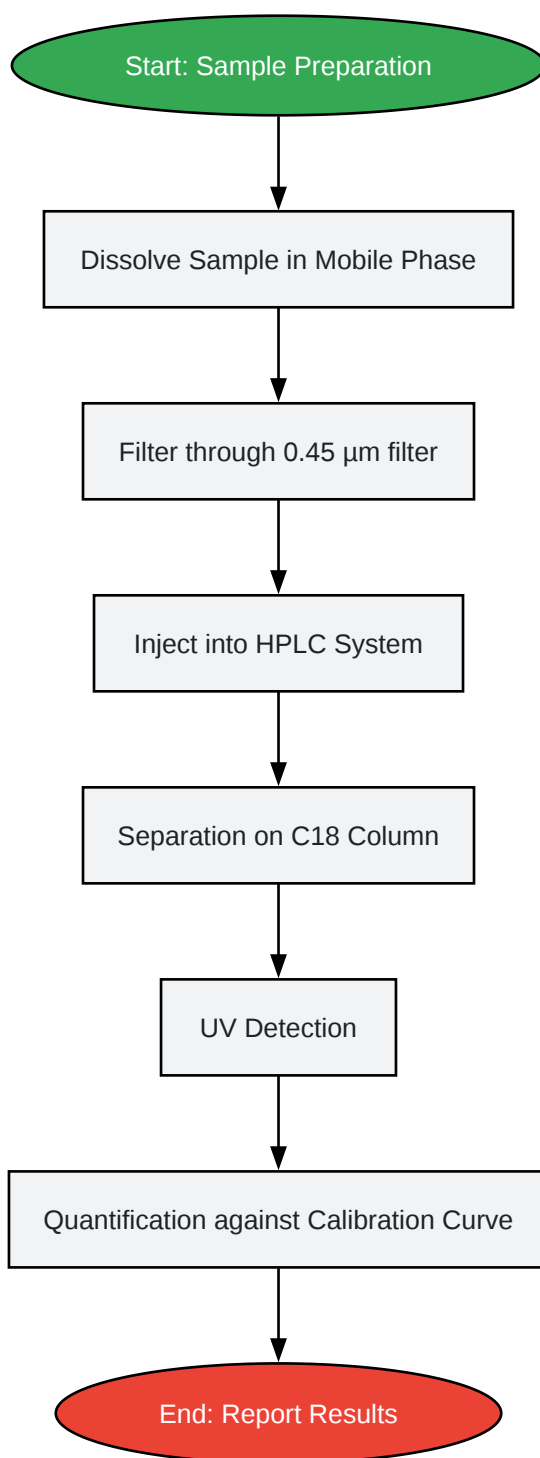 Start: Sample Preparation
Dissolve Sample in Mobile Phase
Filter through 0.45 µm filter
Inject into HPLC System
Separation on C18 Column
UV Detection
Quantification against Calibration Curve
End: Report Results